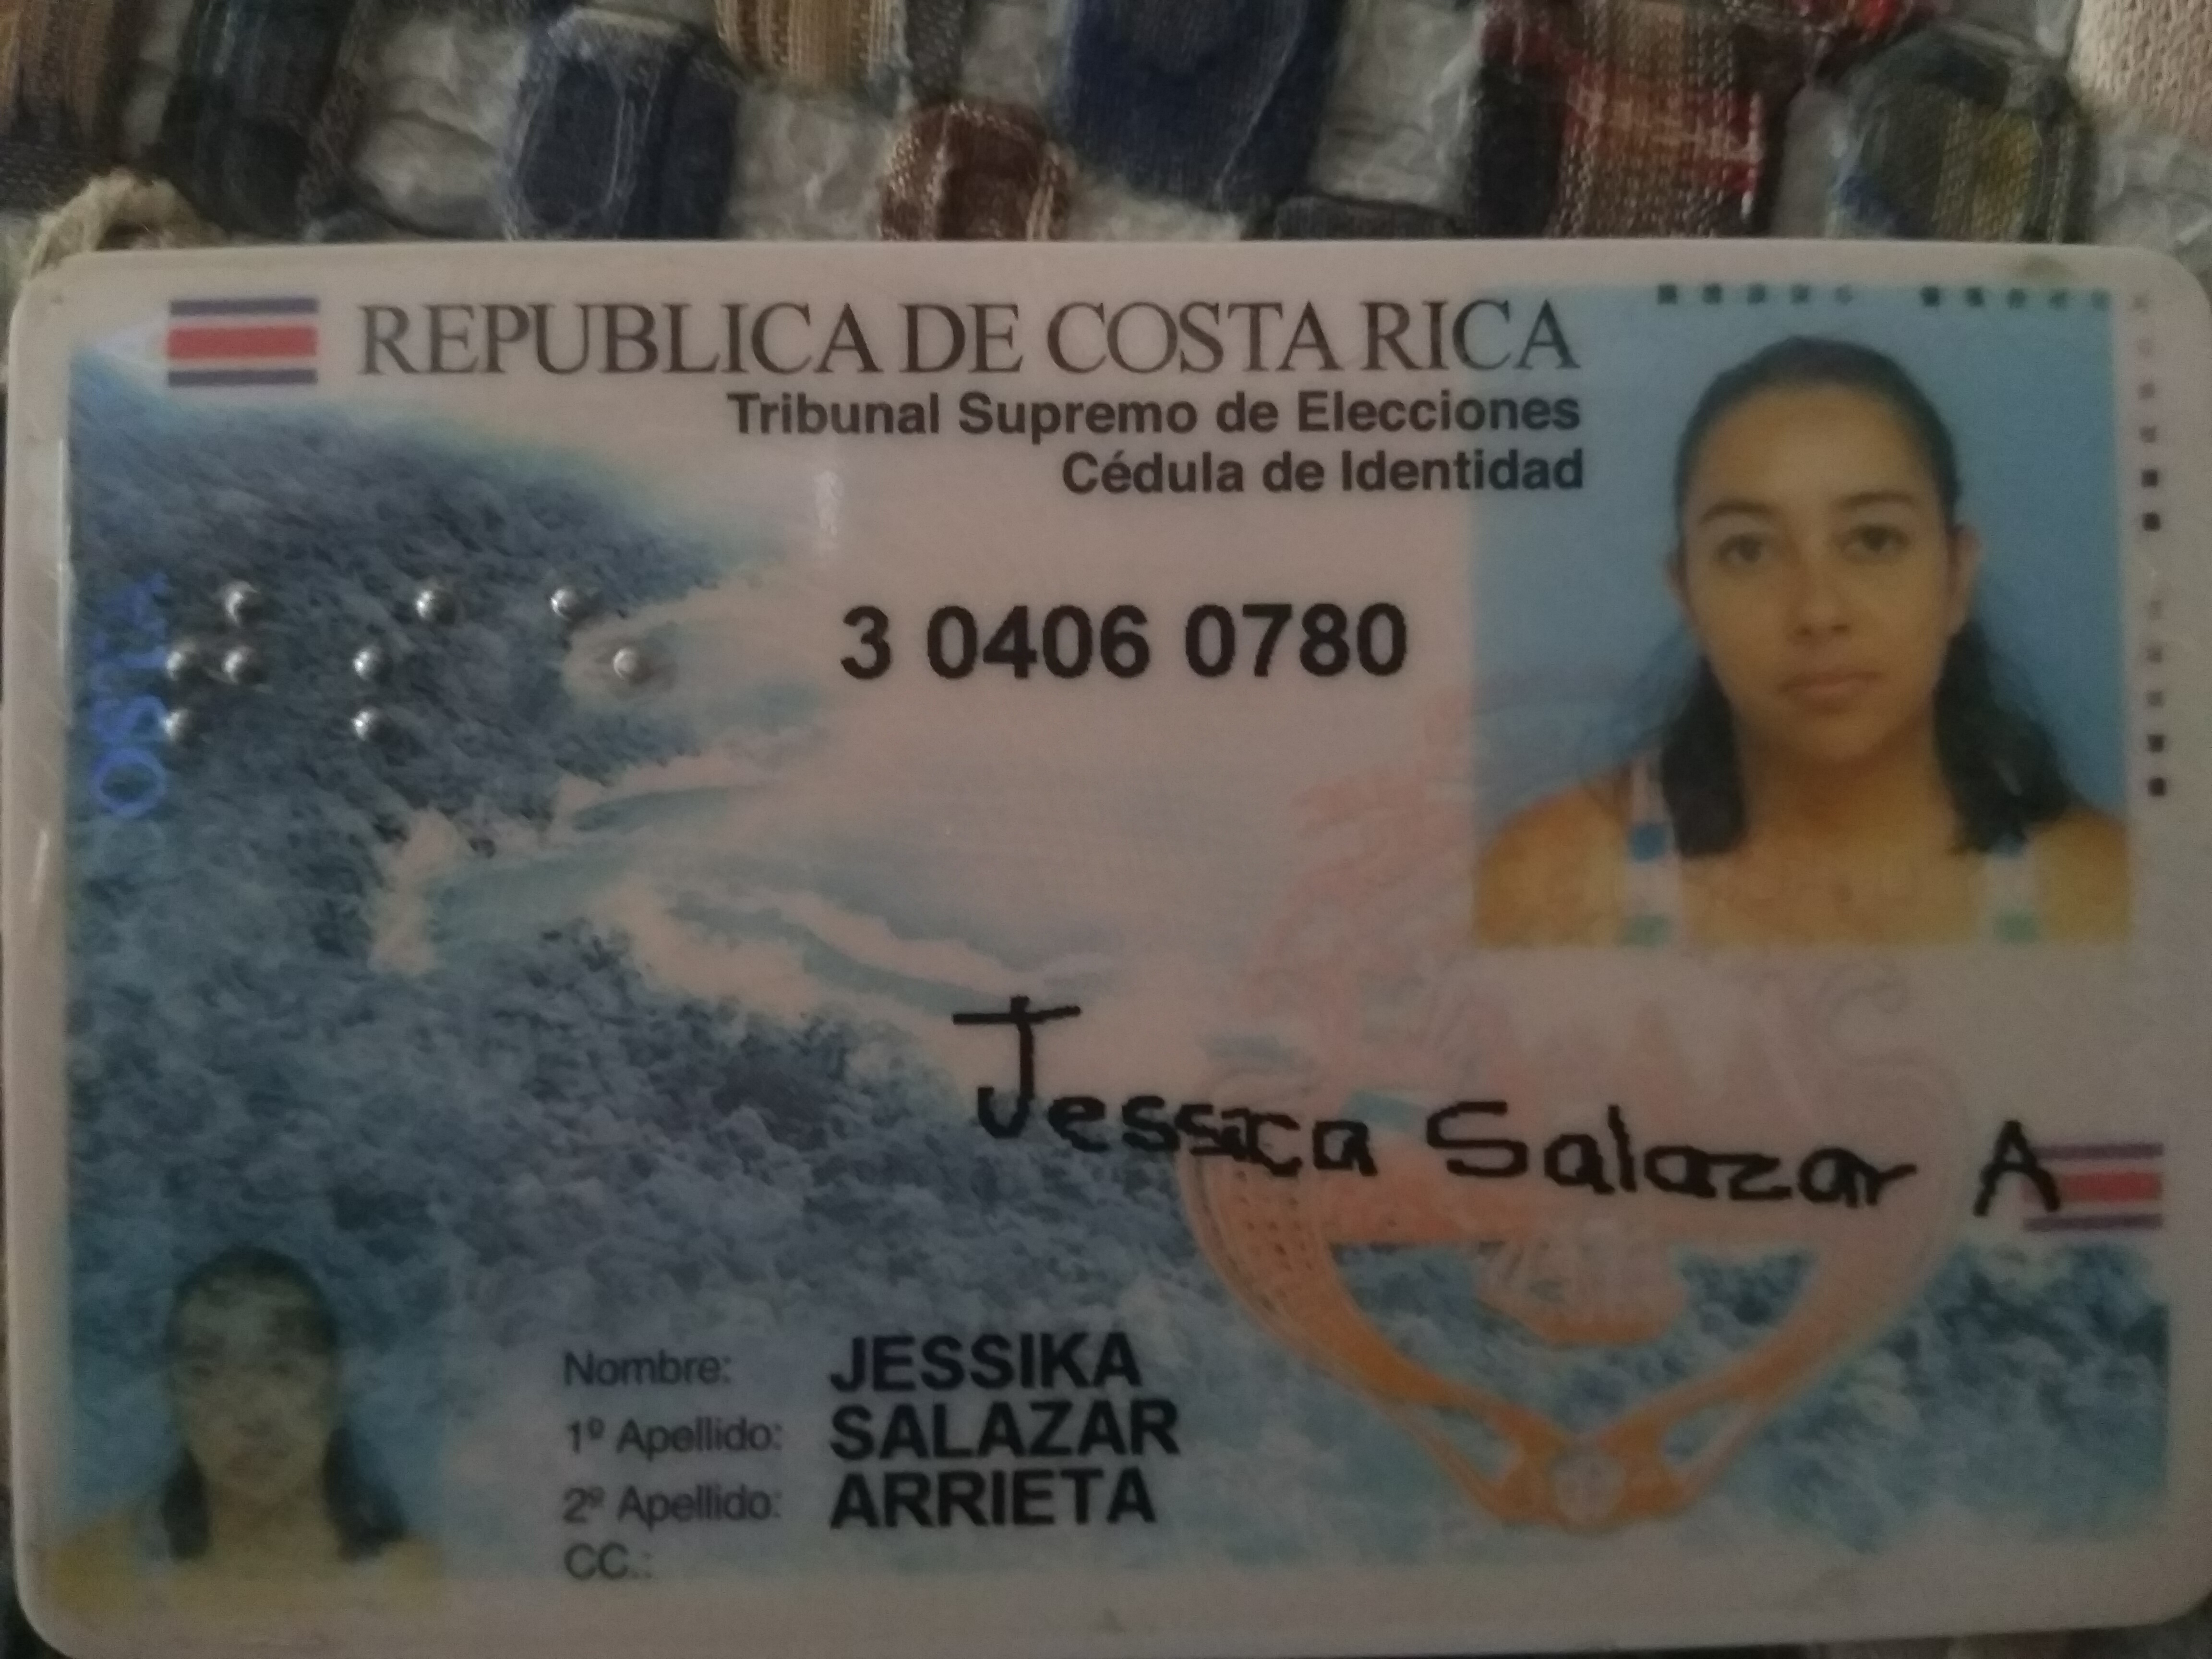 REPUBLICA DE COSTA RICA
Tribunal Supremo de Elecciones
Cédula de Identidad
3 0406 0780
Jessica Salazar A
Nombre: JESSIKA
1º Apellido: SALAZAR
2º Apellido: ARRIETA
CC.: